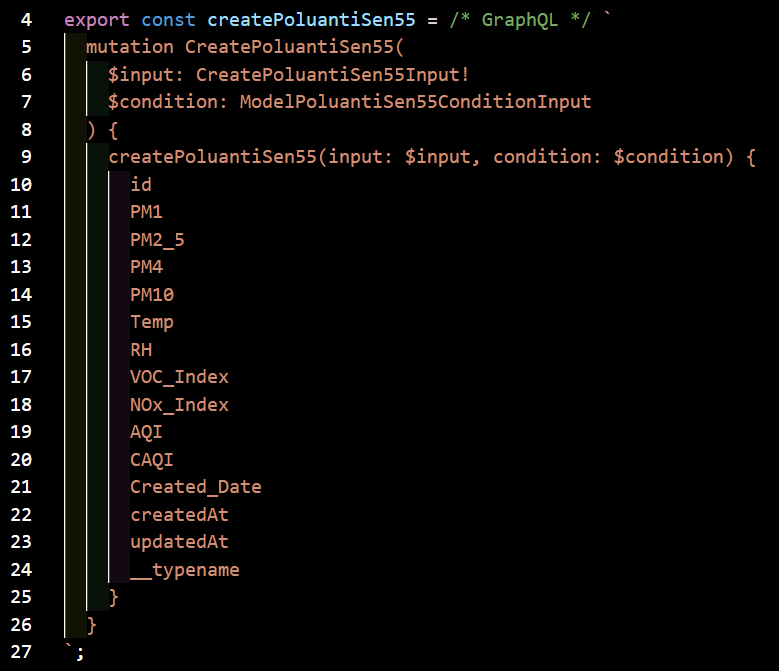 4 export const createPoluantiSen55 = /* GraphQL */ `
5 mutation CreatePoluantiSen55(
6 $input: CreatePoluantiSen55Input!
7 $condition: ModelPoluantiSen55ConditionInput
8 ) {
9 createPoluantiSen55(input: $input, condition: $condition) {
10 id
11 PM1
12 PM2_5
13 PM4
14 PM10
15 Temp
16 RH
17 VOC_Index
18 NOx_Index
19 AQI
20 CAQI
21 Created_Date
22 createdAt
23 updatedAt
24 __typename
25 }
26 }
27 `;